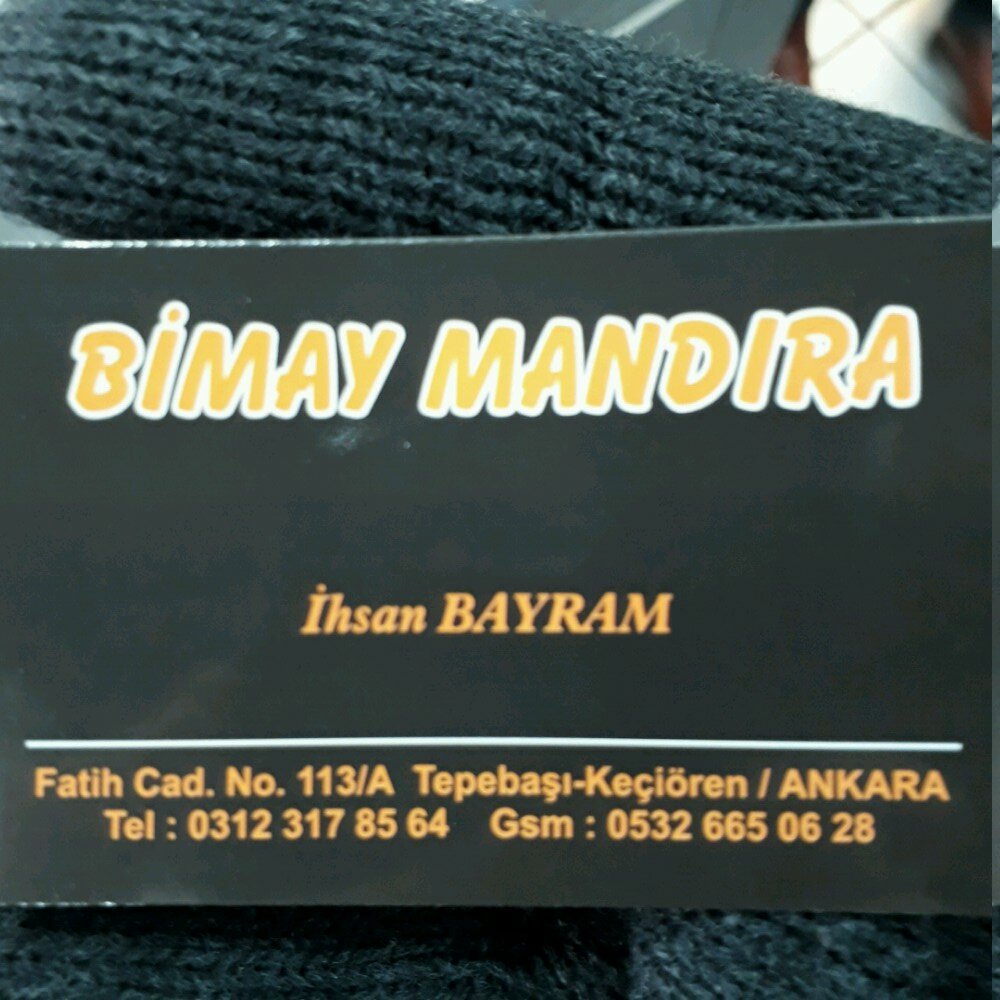 BİMAY MANDIRA
İhsan BAYRAM
Fatih Cad. No. 113/A Tepebaşı-Keçiören / ANKARA
Tel : 0312 317 85 64 Gsm : 0532 665 06 28